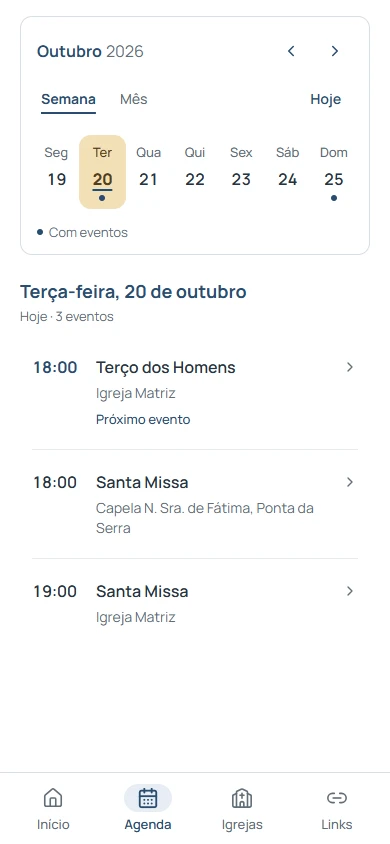 Outubro 2026
Semana Mês Hoje
Seg Ter Qua Qui Sex Sáb Dom
19 20 21 22 23 24 25
Com eventos
Terça-feira, 20 de outubro
Hoje · 3 eventos
18:00 Terço dos Homens
Igreja Matriz
Próximo evento
18:00 Santa Missa
Capela N. Sra. de Fátima, Ponta da
Serra
19:00 Santa Missa
Igreja Matriz
Início Agenda Igrejas Links